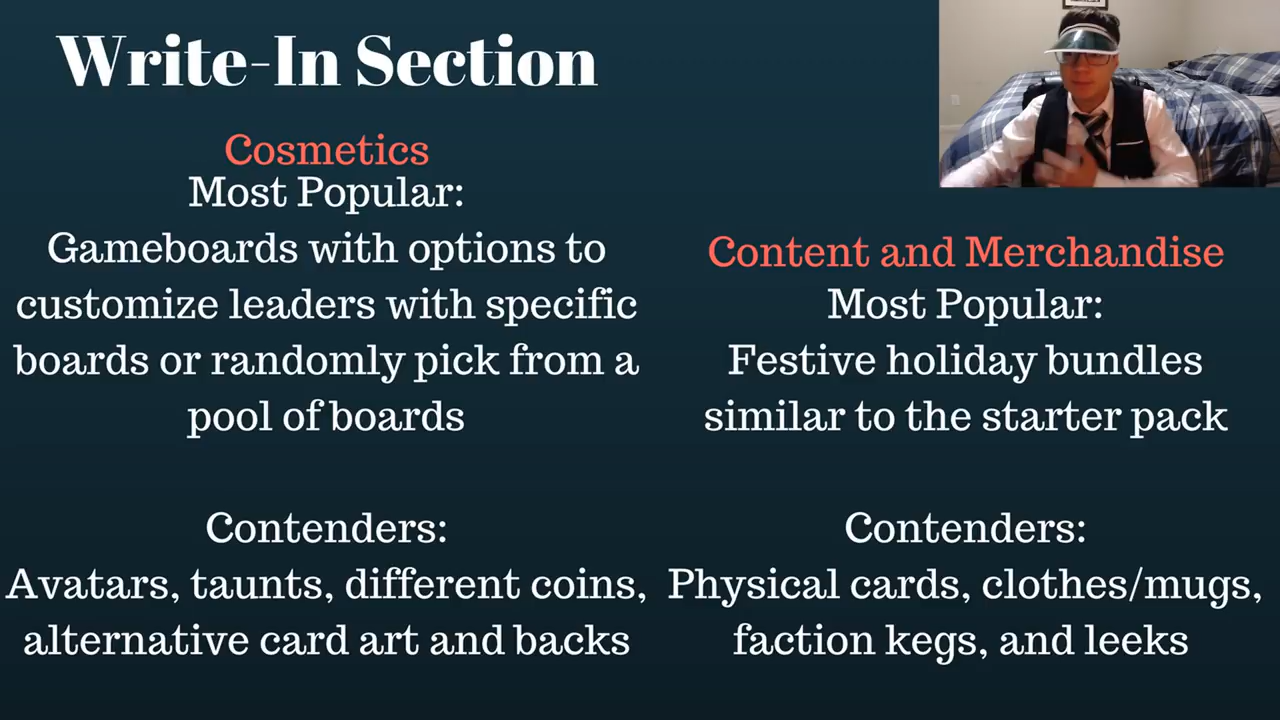 Write-In Section
Cosmetics
Most Popular:
Gameboards with options to
customize leaders with specific
boards or randomly pick from a
pool of boards
Contenders:
Avatars, taunts, different coins,
alternative card art and backs
Content and Merchandise
Most Popular:
Festive holiday bundles
similar to the starter pack
Contenders:
Physical cards, clothes/mugs,
faction kegs, and leeks